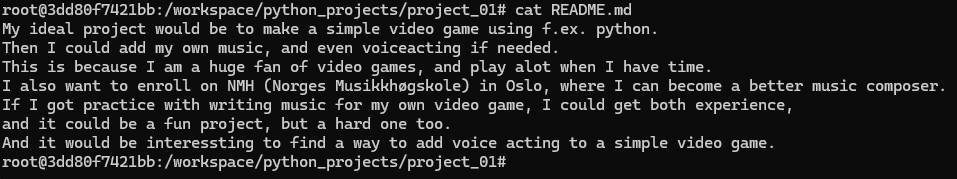 root@3dd80f7421bb:/workspace/python_projects/project_01# cat README.md
My ideal project would be to make a simple video game using f.ex. python.
Then I could add my own music, and even voiceacting if needed.
This is because I am a huge fan of video games, and play alot when I have time.
I also want to enroll on NMH (Norges Musikkhøgskole) in Oslo, where I can become a better music composer.
If I got practice with writing music for my own video game, I could get both experience,
and it could be a fun project, but a hard one too.
And it would be interessting to find a way to add voice acting to a simple video game.
root@3dd80f7421bb:/workspace/python_projects/project_01#